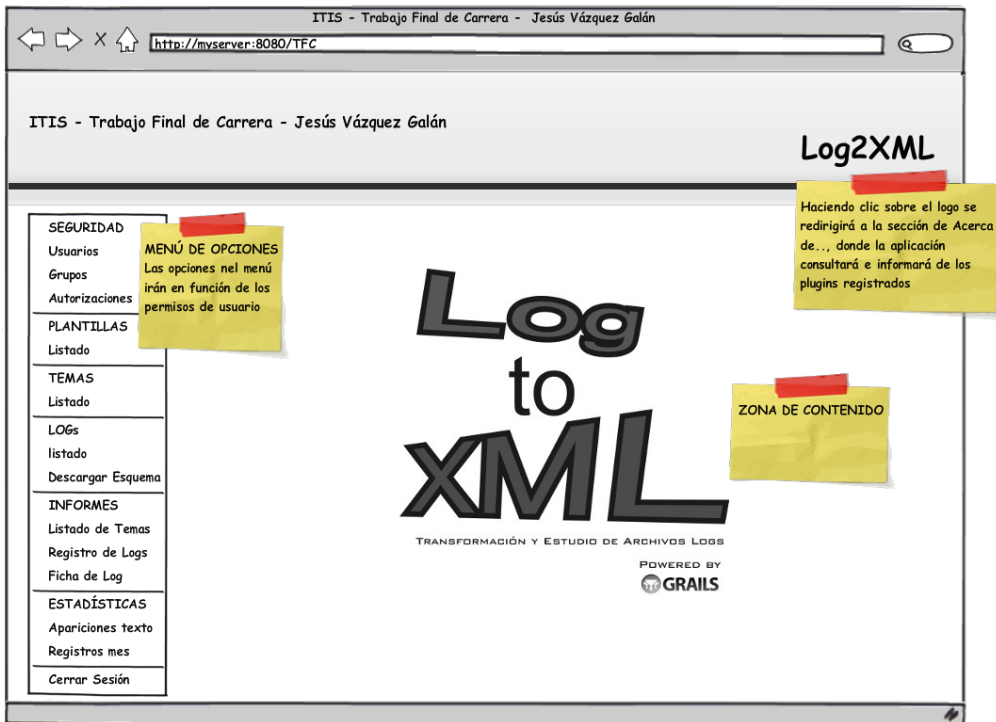 ITIS - Trabajo Final de Carrera - Jesús Vázquez Galán
http://myserver:8080/TFC
ITIS - Trabajo Final de Carrera - Jesús Vázquez Galán
Log2XML
Haciendo clic sobre el logo se
redirigirá a la sección de Acerca
de.., donde la aplicación
consultará e informará de los
plugins registrados
SEGURIDAD
Usuarios
Grupos
Autorizaciones
PLANTILLAS
Listado
TEMAS
Listado
LOGs
listado
Descargar Esquema
INFORMES
Listado de Temas
Registro de Logs
Ficha de Log
ESTADÍSTICAS
Apariciones texto
Registros mes
Cerrar Sesión
MENÚ DE OPCIONES
Las opciones nel menú
irán en función de los
permisos de usuario
Log
to
XML
Transformación y Estudio de Archivos Logs
Powered by
GRAILS
ZONA DE CONTENIDO